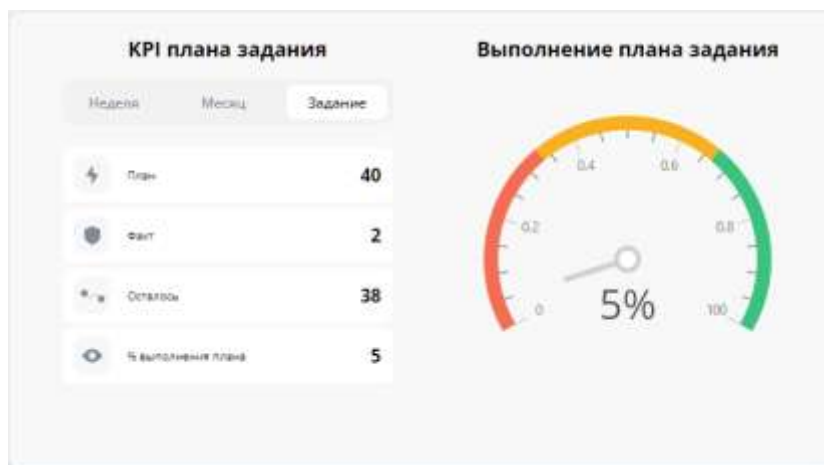 KPI плана задания
Неделя Месяц Задание
План 40
Факт 2
Осталось 38
% выполнения плана 5
Выполнение плана задания
0 0.2 0.4 0.6 0.8 100
5%